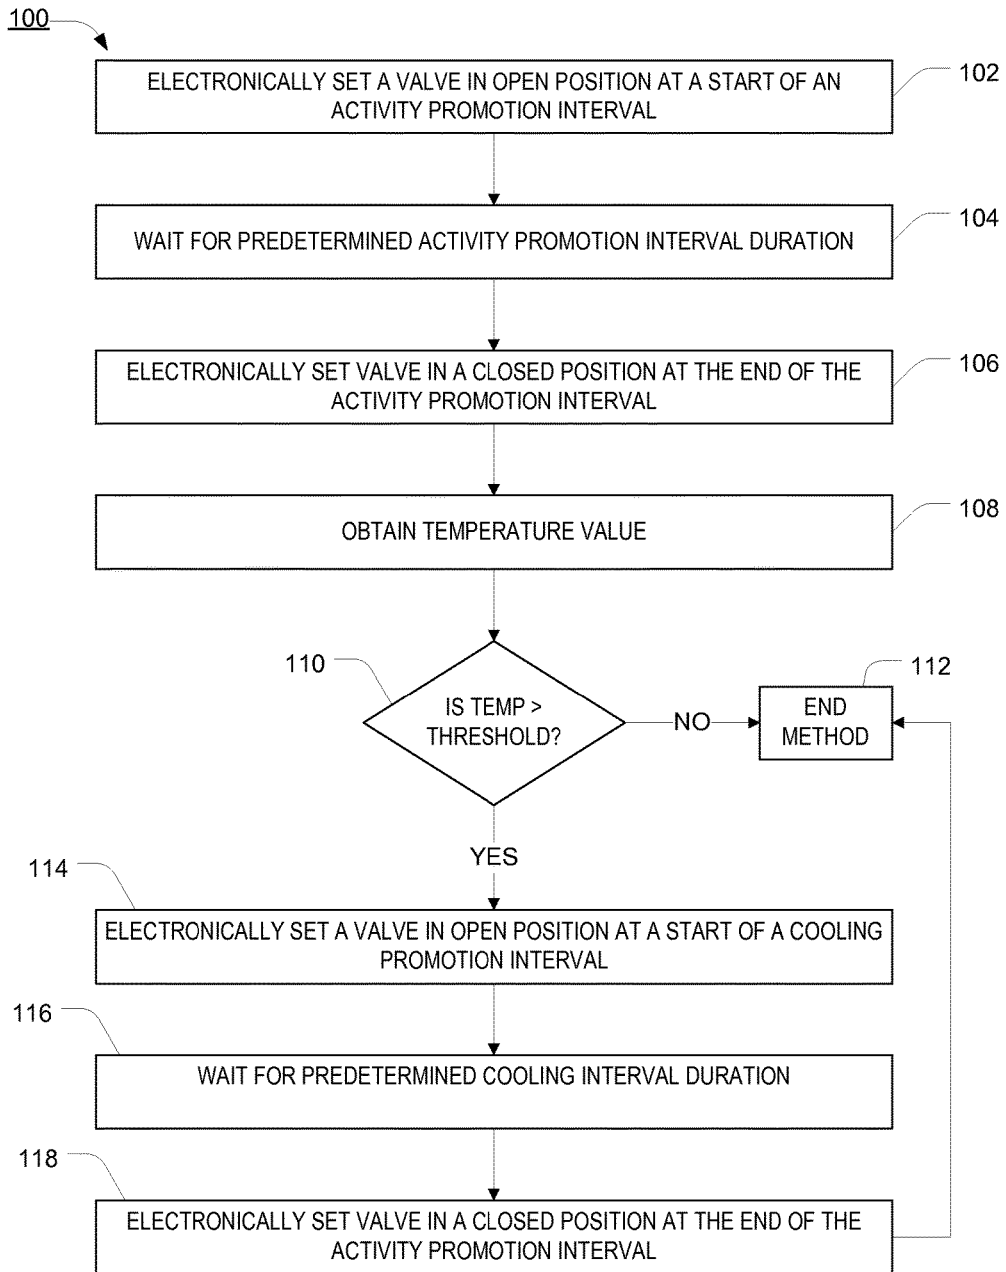 100
ELECTRONICALLY SET A VALVE IN OPEN POSITION AT A START OF AN
ACTIVITY PROMOTION INTERVAL
102
WAIT FOR PREDETERMINED ACTIVITY PROMOTION INTERVAL DURATION
104
ELECTRONICALLY SET VALVE IN A CLOSED POSITION AT THE END OF THE
ACTIVITY PROMOTION INTERVAL
106
OBTAIN TEMPERATURE VALUE
108
110
IS TEMP >
THRESHOLD?
NO
112
END
METHOD
YES
114
ELECTRONICALLY SET A VALVE IN OPEN POSITION AT A START OF A COOLING
PROMOTION INTERVAL
116
WAIT FOR PREDETERMINED COOLING INTERVAL DURATION
118
ELECTRONICALLY SET VALVE IN A CLOSED POSITION AT THE END OF THE
ACTIVITY PROMOTION INTERVAL